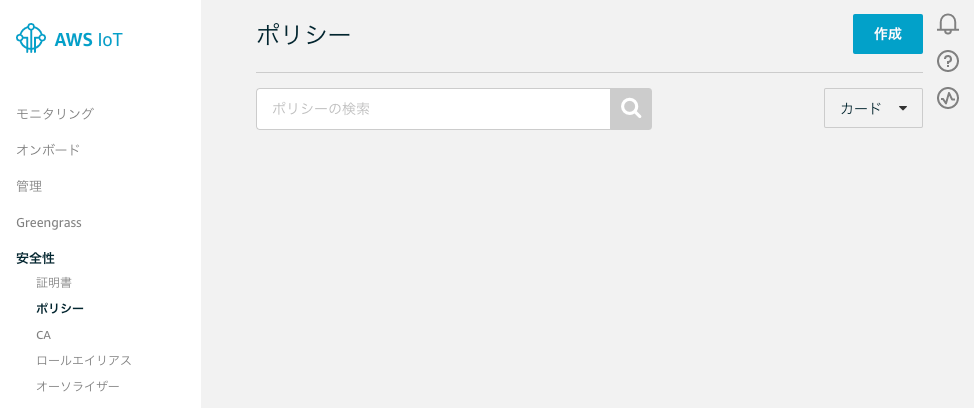 AWS IoT
モニタリング
オンボード
管理
Greengrass
安全性
証明書
ポリシー
CA
ロールエイリアス
オーソライザー
ポリシー
作成
ポリシーの検索
カード